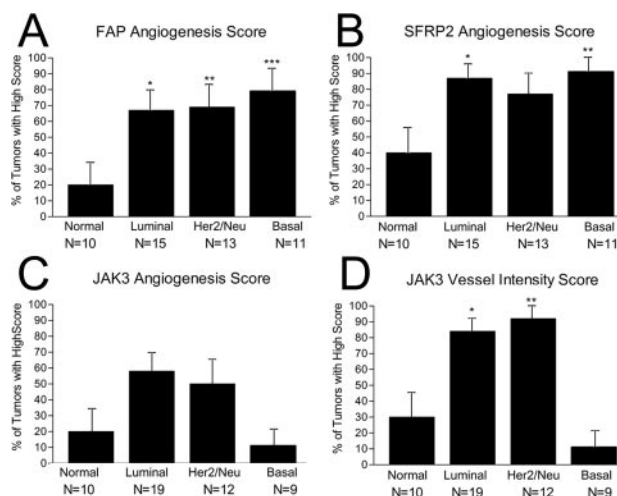 A
FAP Angiogenesis Score
% of Tumors with High Score
100
90
80
70
60
50
40
30
20
10
0
*
**
***
Normal Luminal Her2/Neu Basal
N=10 N=15 N=13 N=11
B
SFRP2 Angiogenesis Score
% of Tumors with High Score
100
90
80
70
60
50
40
30
20
10
0
*
**
Normal Luminal Her2/Neu Basal
N=10 N=15 N=13 N=11
C
JAK3 Angiogenesis Score
% of Tumors with HighScore
100
90
80
70
60
50
40
30
20
10
Normal Luminal Her2/Neu Basal
N=10 N=19 N=12 N=9
D
JAK3 Vessel Intensity Score
% of Tumors with High Score
100
90
80
70
60
50
40
30
20
10
0
*
**
Normal Luminal Her2/Neu Basal
N=10 N=19 N=12 N=9